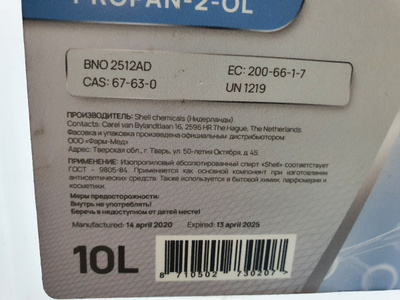 PROPAN-2-OL
BNO 2512AD
EC: 200-66-1-7
CAS: 67-63-0
UN 1219
ПРОИЗВОДИТЕЛЬ: Shell chemicals (Нидерланды)
Contacts: Carel van Bylandtlaan 16, 2596 HR The Hague, The Netherlands
Фасовка и упаковка произведена официальным дистрибьютором
ООО «Фарм-Мед»
Адрес: Тверская обл., г. Тверь, ул. 50-летия Октября, д 45.
ПРИМЕНЕНИЕ: Изопропиловый абсолютированный спирт «Shell» соответствует
ГОСТ - 9805-84. Применяется как основной компонент при изготовлении
антисептических средств. Также используется в бытовой химии, парфюмерии и
косметики.
Меры предосторожности:
Внутрь не употреблять!
Беречь в недоступном от детей месте!
Manufactured: 14 april 2020 Expired: 13 april 2025
10L
8 710502 730207 >